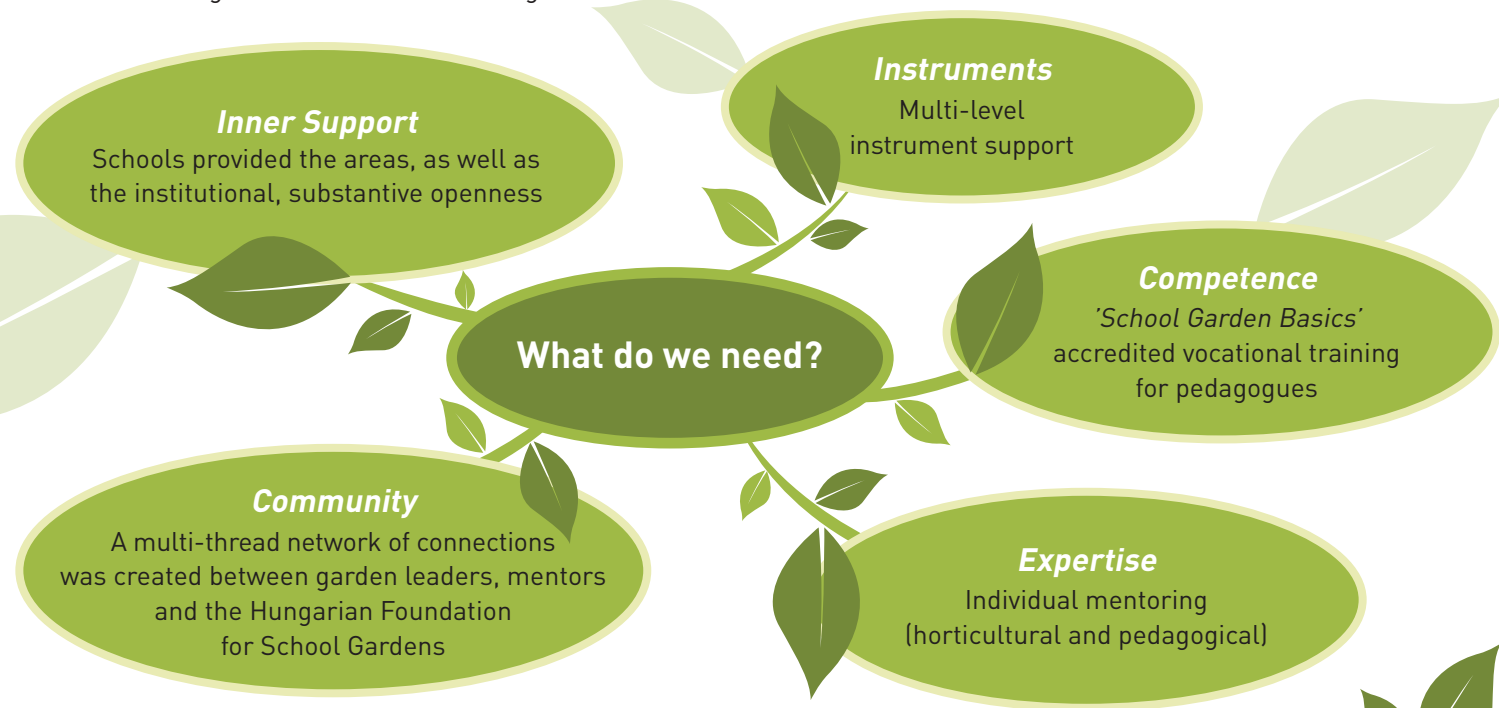 Inner Support
Schools provided the areas, as well as
the institutional, substantive openness
Instruments
Multi-level
instrument support
What do we need?
Competence
’School Garden Basics’
accredited vocational training
for pedagogues
Community
A multi-thread network of connections
was created between garden leaders, mentors
and the Hungarian Foundation
for School Gardens
Expertise
Individual mentoring
(horticultural and pedagogical)